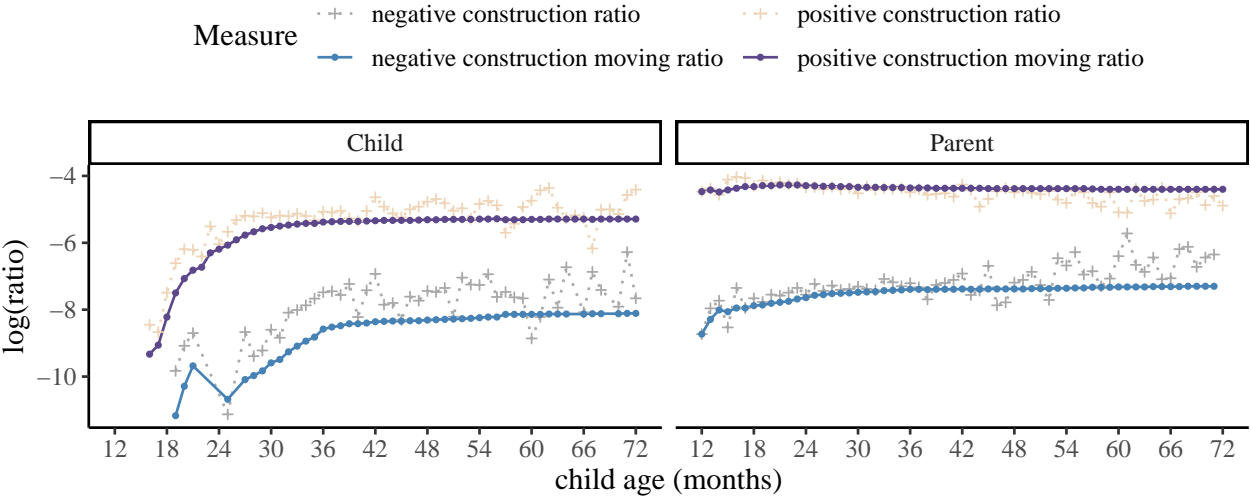 Measure
negative construction ratio
positive construction ratio
negative construction moving ratio
positive construction moving ratio
Child
Parent
log(ratio)
−4
−6
−8
−10
12 18 24 30 36 42 48 54 60 66 72
12 18 24 30 36 42 48 54 60 66 72
child age (months)